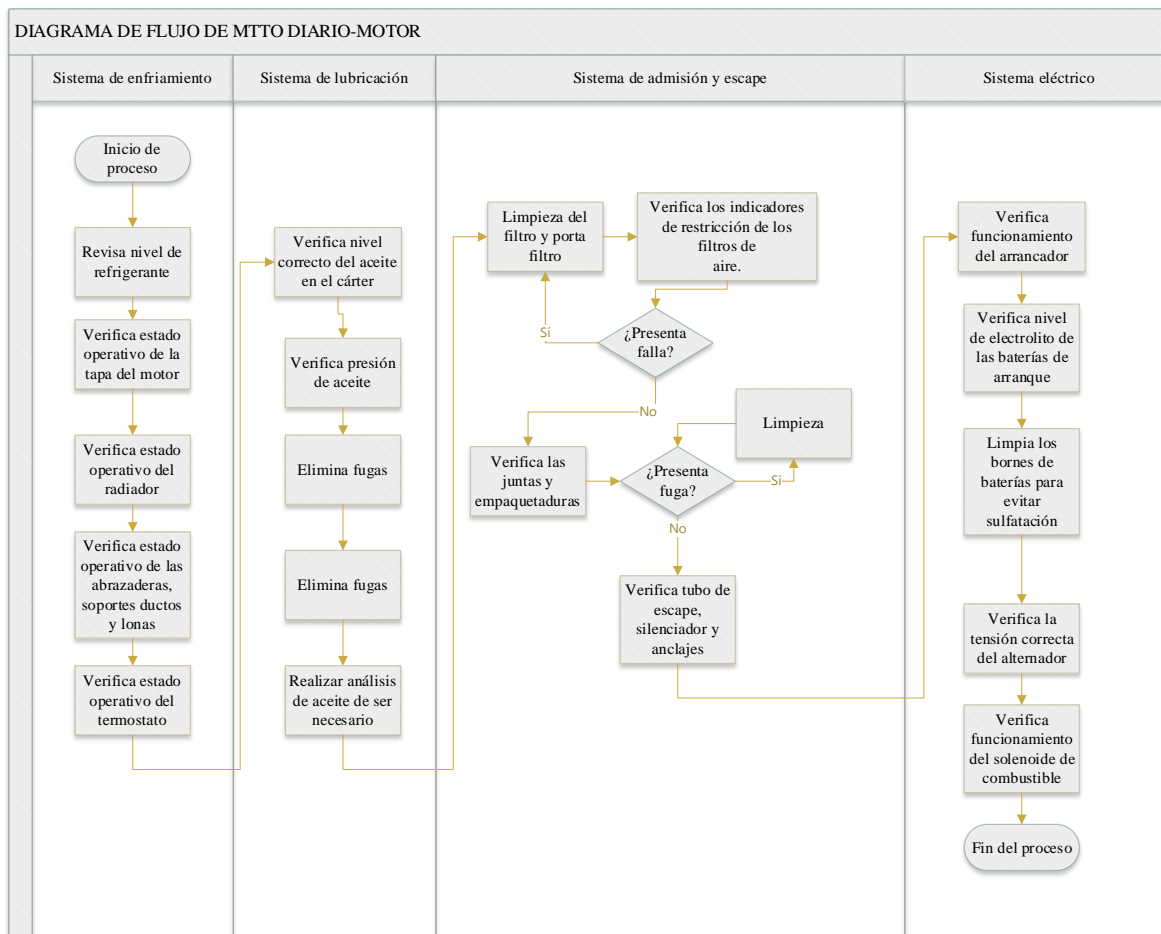 DIAGRAMA DE FLUJO DE MTTO DIARIO-MOTOR
Sistema de enfriamiento
Sistema de lubricación
Sistema de admisión y escape
Sistema eléctrico
Inicio de
proceso
Revisa nivel de
refrigerante
Verifica estado
operativo de la
tapa del motor
Verifica estado
operativo del
radiador
Verifica estado
operativo de las
abrazaderas,
soportes ductos
y lonas
Verifica estado
operativo del
termostato
Verifica nivel
correcto del aceite
en el cárter
Verifica presión
de aceite
Elimina fugas
Elimina fugas
Realizar análisis
de aceite de ser
necesario
Limpieza del
filtro y porta
filtro
Verifica los indicadores
de restricción de los
filtros de
aire.
¿Presenta
falla?
Sí
No
Verifica las
juntas y
empaquetaduras
¿Presenta
fuga?
Limpieza
Sí
No
Verifica tubo de
escape,
silenciador y
anclajes
Verifica
funcionamiento
del arrancador
Verifica nivel
de electrolito de
las baterías de
arranque
Limpia los
bornes de
baterías para
evitar
sulfatación
Verifica la
tensión correcta
del alternador
Verifica
funcionamiento
del solenoide de
combustible
Fin del proceso